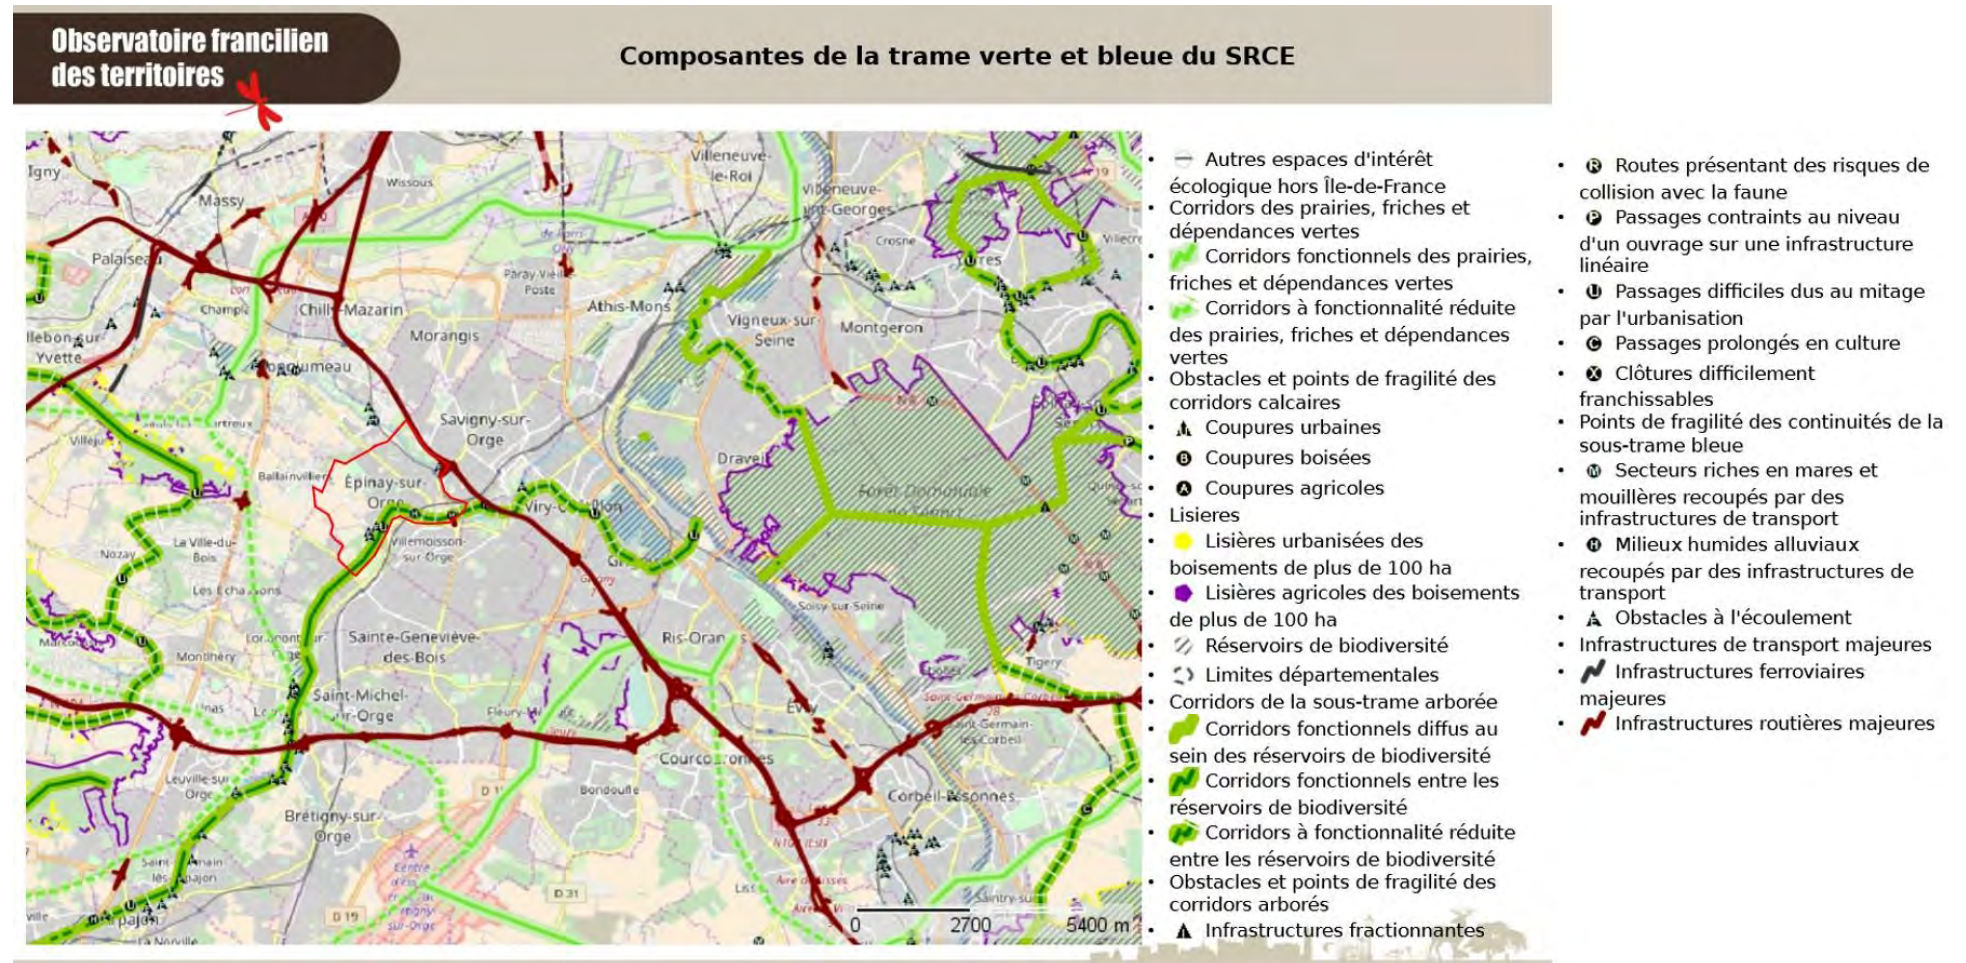 Observatoire francilien
des territoires
Composantes de la trame verte et bleue du SRCE
Igny
Massy
Wissous
Villeneuve-
le-Roi
Villeneuve-
Crosne
Palaiseau
Champla
Chilly-Mazarin
Paray-Vieille
Poste
Athis-Mons
Vigneux-sur-
Seine
Montgeron
Morangis
Yvette
Savigny-sur-
Orge
Draveil
Ballainvilliers
Épinay-sur-
Orge
Villemoisson-
sur-Orge
La Ville-du-
Bois
Nozay
Soisy-sur-Seine
Sainte-Geneviève-
des-Bois
Ris-Oran s
Montlhéry
Tigery
Saint-Michel-
sur-Orge
Évry
Saint-Germain-
lès-Corbeil
Leuville-sur
Orge
Brétigny-sur-
Orge
Bondoufle
Corbeil-Essonnes
D 19
D 31
0 2700 5400 m
• Autres espaces d'intérêt
écologique hors Île-de-France
• Corridors des prairies, friches et
dépendances vertes
• Corridors fonctionnels des prairies,
friches et dépendances vertes
• Corridors à fonctionnalité réduite
des prairies, friches et dépendances
vertes
• Obstacles et points de fragilité des
corridors calcaires
• Coupures urbaines
• B Coupures boisées
• A Coupures agricoles
• Lisieres
• Lisières urbanisées des
boisements de plus de 100 ha
• Lisières agricoles des boisements
de plus de 100 ha
• Réservoirs de biodiversité
• Limites départementales
• Corridors de la sous-trame arborée
• Corridors fonctionnels diffus au
sein des réservoirs de biodiversité
• Corridors fonctionnels entre les
réservoirs de biodiversité
• Corridors à fonctionnalité réduite
entre les réservoirs de biodiversité
• Obstacles et points de fragilité des
corridors arborés
• Infrastructures fractionnantes
• R Routes présentant des risques de
collision avec la faune
• P Passages contraints au niveau
d'un ouvrage sur une infrastructure
linéaire
• U Passages difficiles dus au mitage
par l'urbanisation
• C Passages prolongés en culture
• X Clôtures difficilement
franchissables
• Points de fragilité des continuités de la
sous-trame bleue
• M Secteurs riches en mares et
mouillères recoupés par des
infrastructures de transport
• H Milieux humides alluviaux
recoupés par des infrastructures de
transport
• Obstacles à l'écoulement
• Infrastructures de transport majeures
• Infrastructures ferroviaires
majeures
• Infrastructures routières majeures